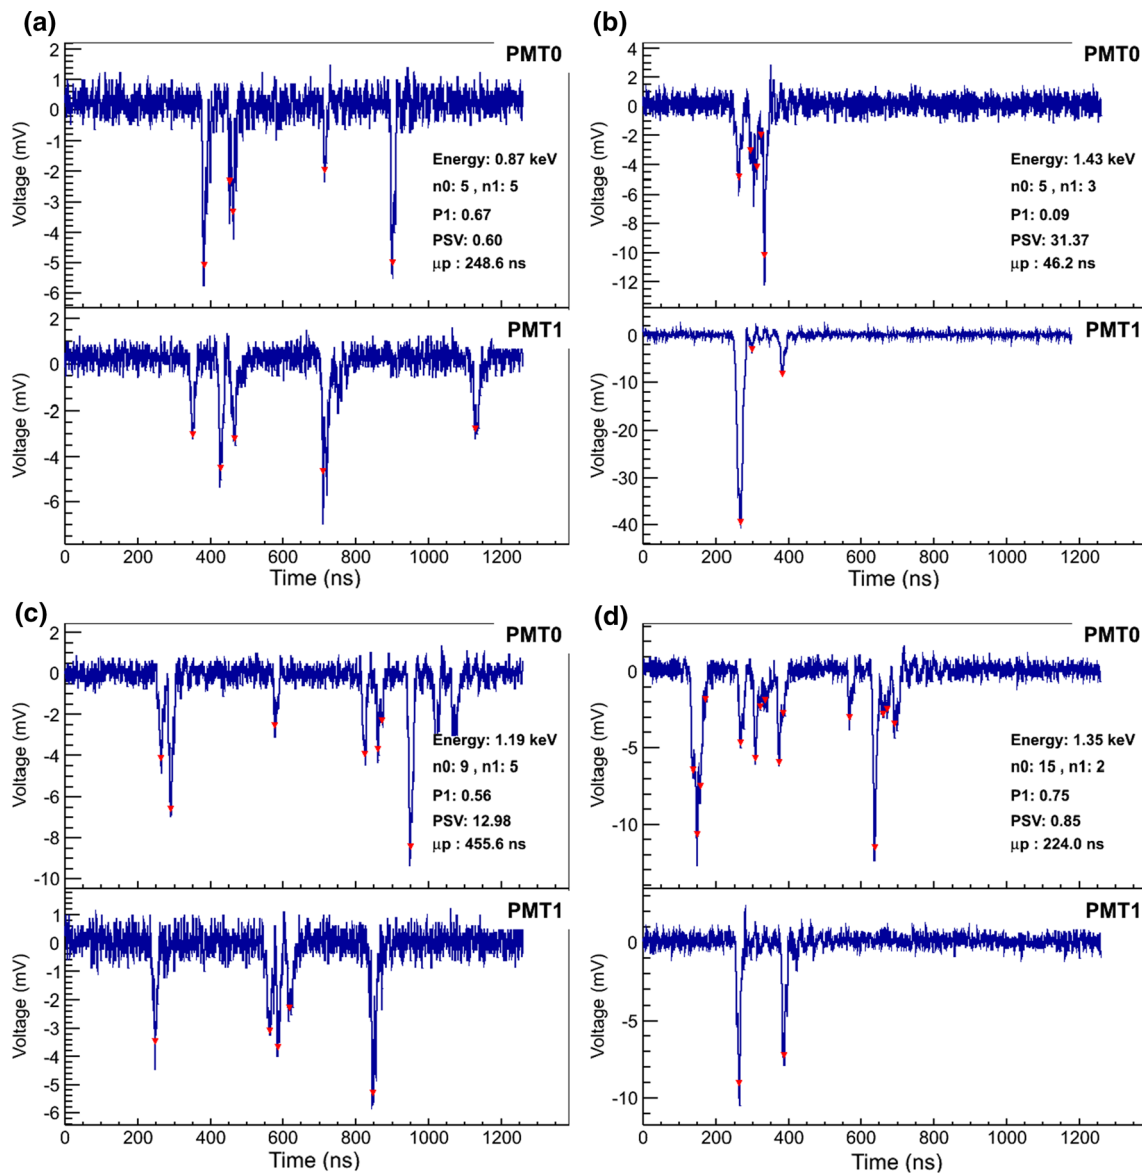 (a)
PMT0
2
1
0
-1
-2
-3
-4
-5
-6
Voltage (mV)
Energy: 0.87 keV
n0: 5 , n1: 5
P1: 0.67
PSV: 0.60
μp : 248.6 ns
PMT1
2
0
-2
-4
-6
Voltage (mV)
0 200 400 600 800 1000 1200
Time (ns)
(b)
PMT0
4
2
0
-2
-4
-6
-8
-10
-12
Voltage (mV)
Energy: 1.43 keV
n0: 5 , n1: 3
P1: 0.09
PSV: 31.37
μp : 46.2 ns
PMT1
0
-10
-20
-30
-40
Voltage (mV)
0 200 400 600 800 1000 1200
Time (ns)
(c)
PMT0
2
0
-2
-4
-6
-8
-10
Voltage (mV)
Energy: 1.19 keV
n0: 9 , n1: 5
P1: 0.56
PSV: 12.98
μp : 455.6 ns
PMT1
1
0
-1
-2
-3
-4
-5
-6
Voltage (mV)
0 200 400 600 800 1000 1200
Time (ns)
(d)
PMT0
0
-5
-10
Voltage (mV)
Energy: 1.35 keV
n0: 15 , n1: 2
P1: 0.75
PSV: 0.85
μp : 224.0 ns
PMT1
0
-5
-10
Voltage (mV)
0 200 400 600 800 1000 1200
Time (ns)